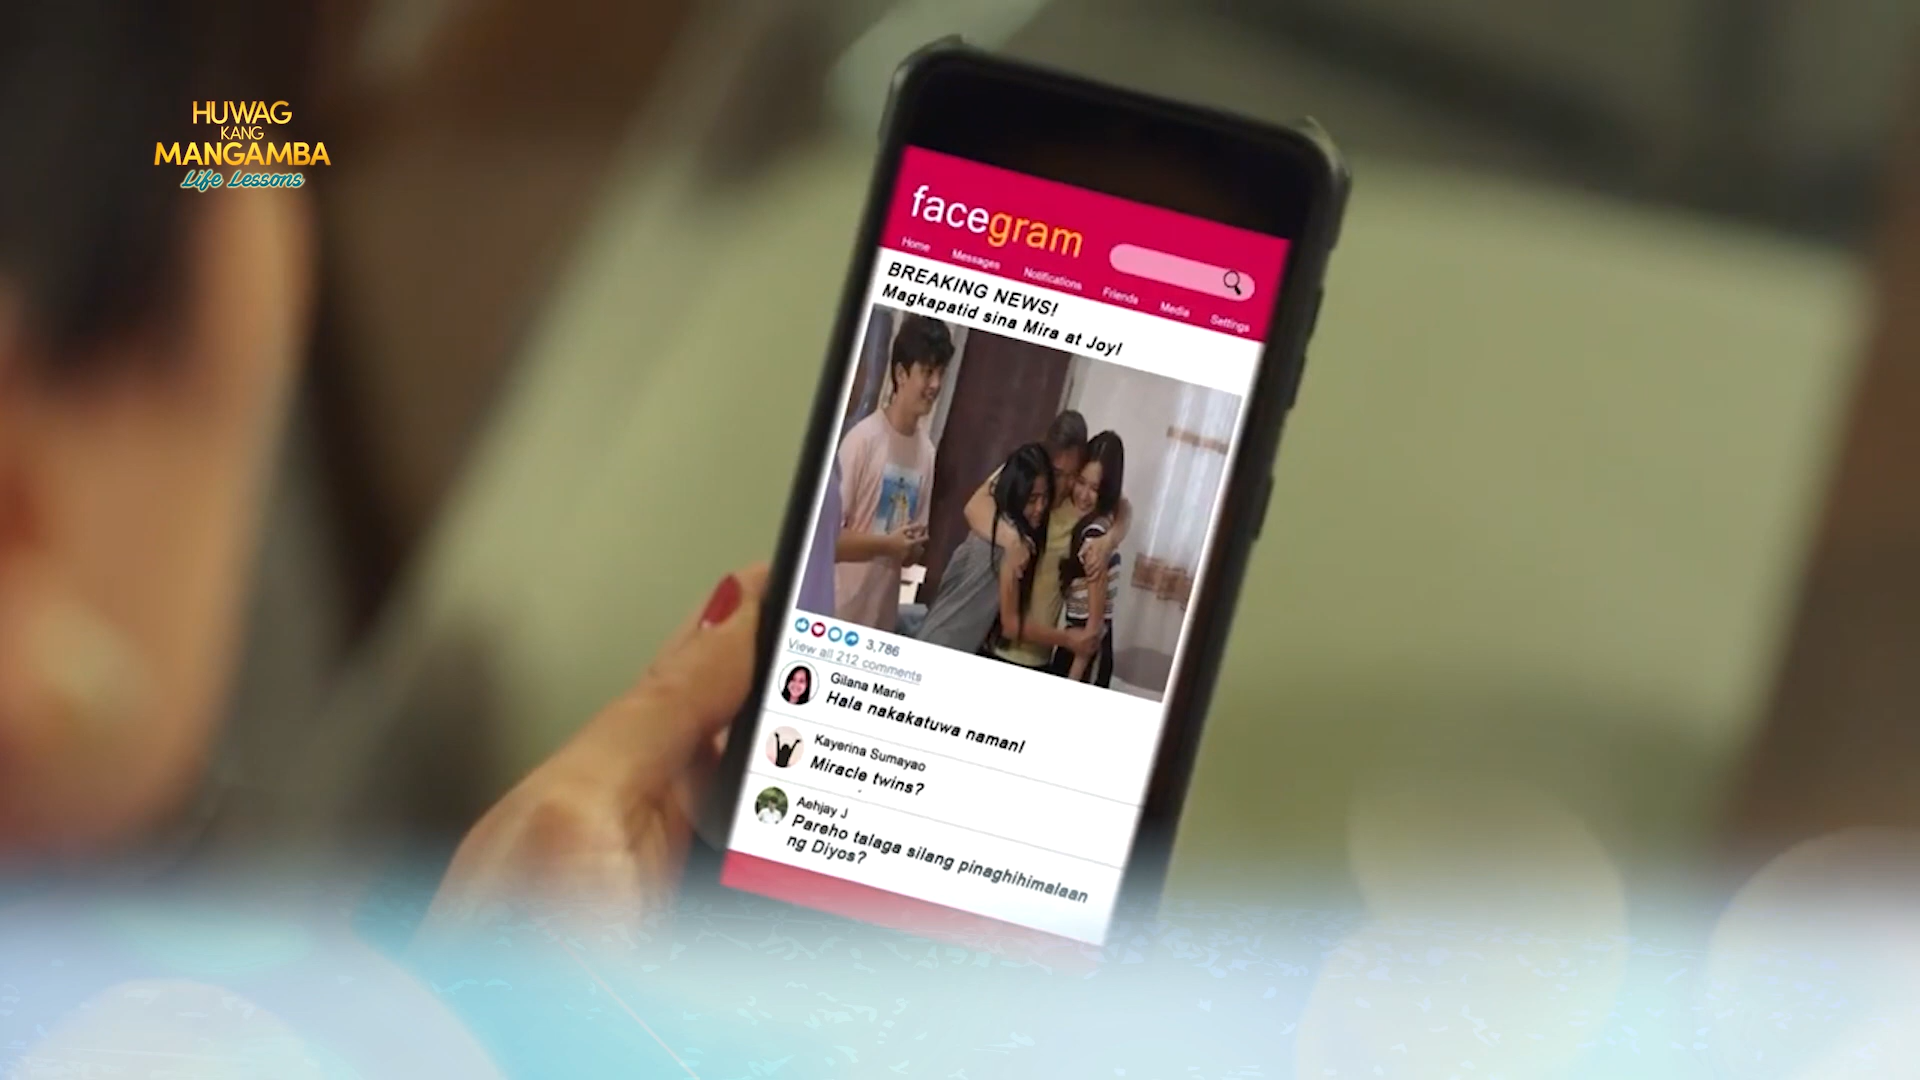 HUWAG
KANG
MANGAMBA
Life Lessons
facegram
Home Messages Notifications Friends Media Settings
BREAKING NEWS!
Magkapatid sina Mira at Joy!
3,786
View all 212 comments
Gilana Marie
Hala nakakatuwa naman!
Kayerina Sumayao
Miracle twins?
Aehjay J
Pareho talaga silang pinaghihimalaan
ng Diyos?